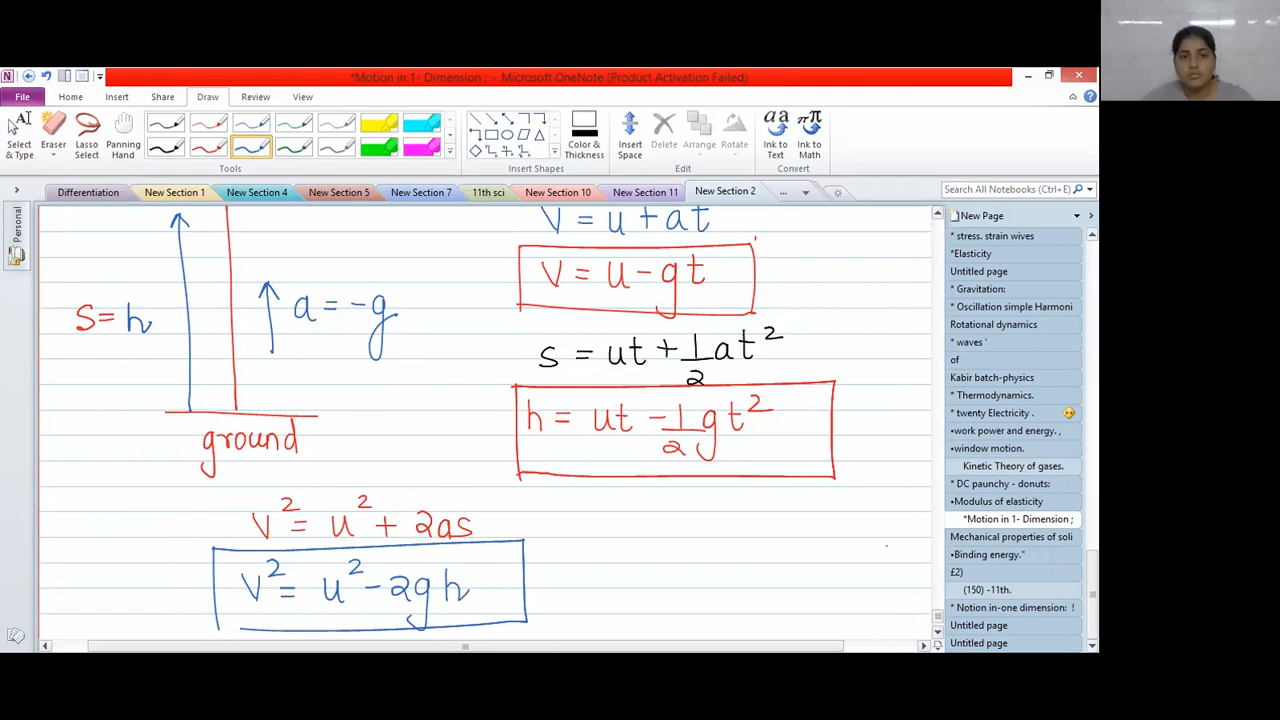 *Motion in 1- Dimension ; - Microsoft OneNote (Product Activation Failed)
File Home Insert Share Draw Review View
Select & Type
Eraser
Lasso Select
Panning Hand
Color & Thickness
Insert Space
Delete
Arrange
Rotate
Ink to Text
Ink to Math
Tools
Insert Shapes
Edit
Convert
Differentiation New Section 1 New Section 4 New Section 5 New Section 7 11th sci New Section 10 New Section 11 New Section 2 ...
Search All Notebooks (Ctrl+E)
Personal
V = u + at
V = u - gt
S = h
a = -g
s = ut + 1/2 at²
h = ut - 1/2 gt²
ground
v² = u² + 2as
v² = u² - 2gh
New Page
* stress. strain wives
*Elasticity
Untitled page
* Gravitation:
* Oscillation simple Harmoni
Rotational dynamics
* waves '
of
Kabir batch-physics
* Thermodynamics.
* twenty Electricity .
•work power and energy. ,
•window motion.
Kinetic Theory of gases.
* DC paunchy - donuts:
•Modulus of elasticity
*Motion in 1- Dimension ;
Mechanical properties of soli
•Binding energy."
£2)
(150) -11th.
* Notion in-one dimension: !
Untitled page
Untitled page